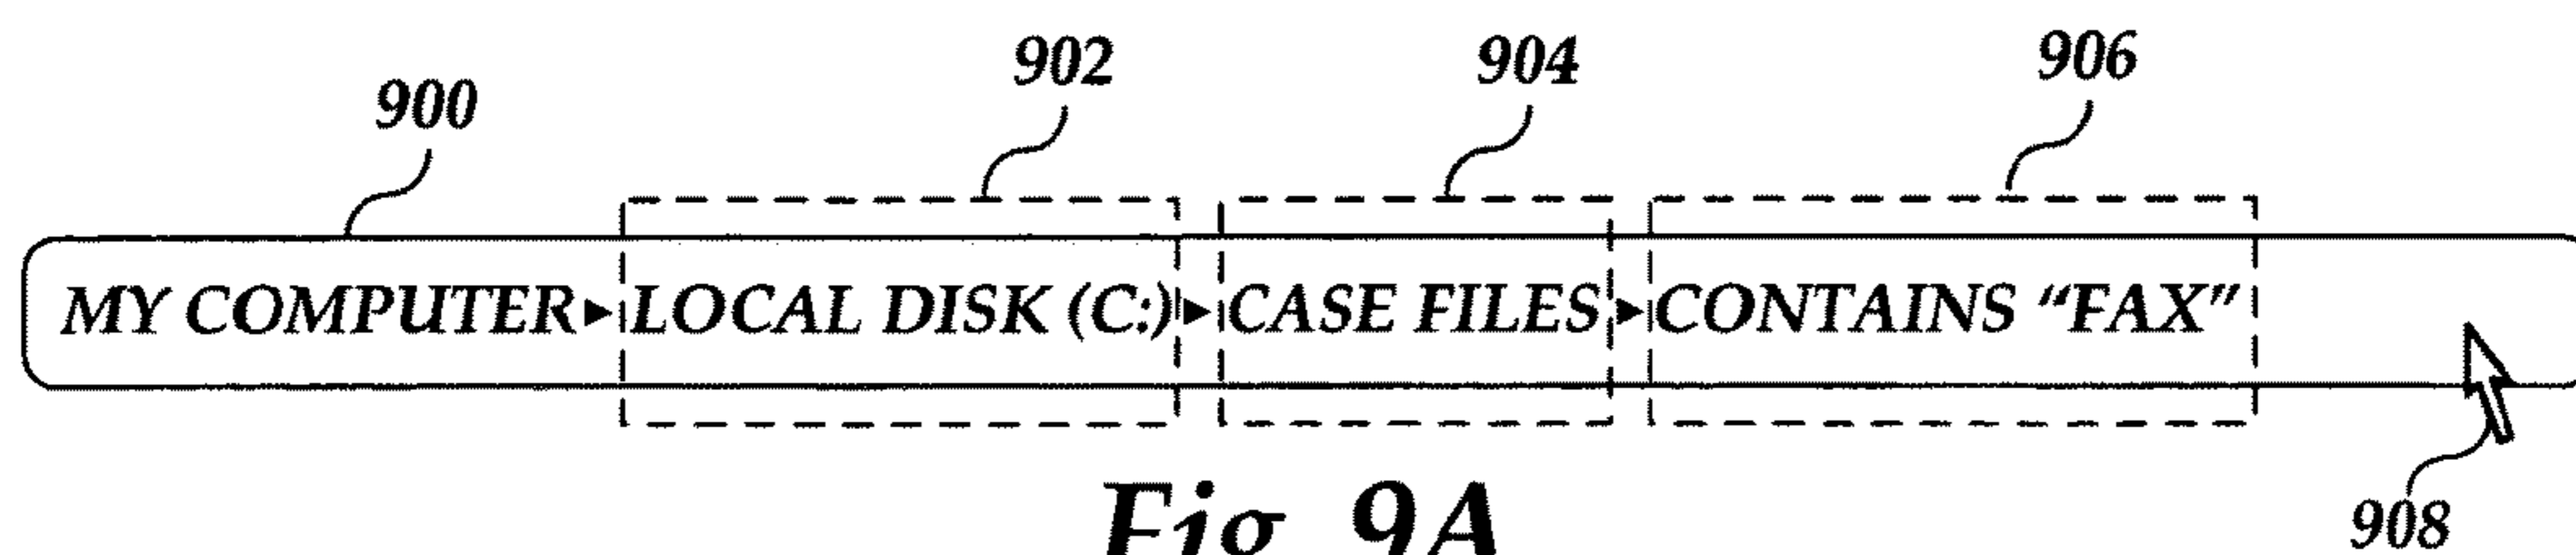 902 904 906
900
MY COMPUTER▸LOCAL DISK (C:)▸CASE FILES▸CONTAINS “FAX”
Fig. 9A
908